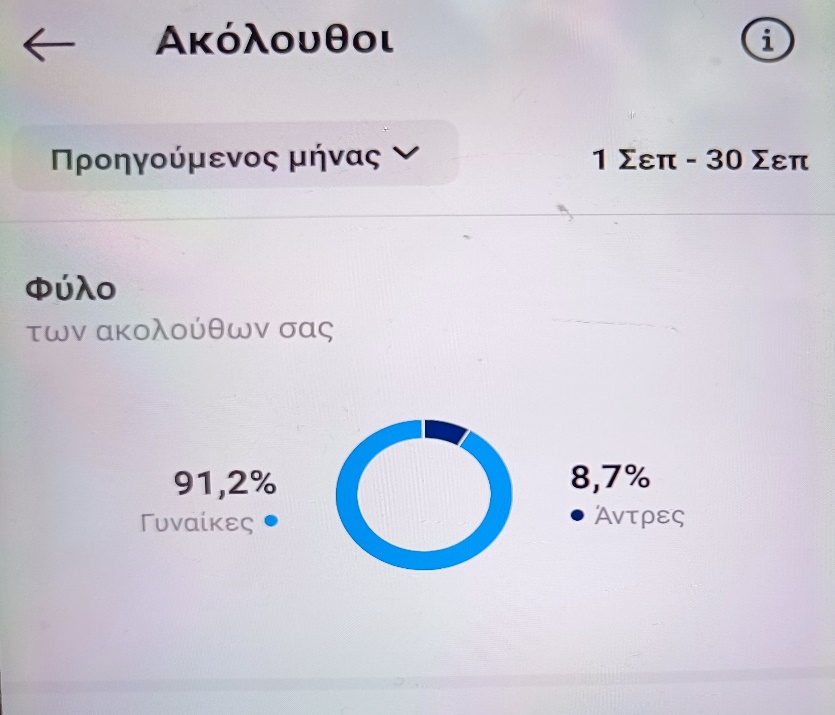 Ακόλουθοι
Προηγούμενος μήνας
1 Σεπ - 30 Σεπ
Φύλο
των ακολούθων σας
91,2%
Γυναίκες
8,7%
Άντρες